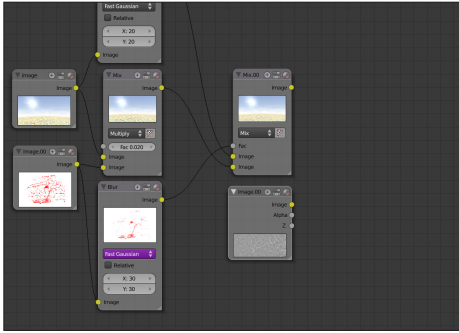 Fast Gaussian
Relative
X: 20
Y: 20
Image
Image
Image
Mix
Image
Multiply
Fac 0.020
Image
Image
Mix.00
Image
Mix
Fac
Image
Image
Image.00
Image
Blur
Image
Fast Gaussian
Relative
X: 30
Y: 30
Image
Image.00
Image
Alpha
Z